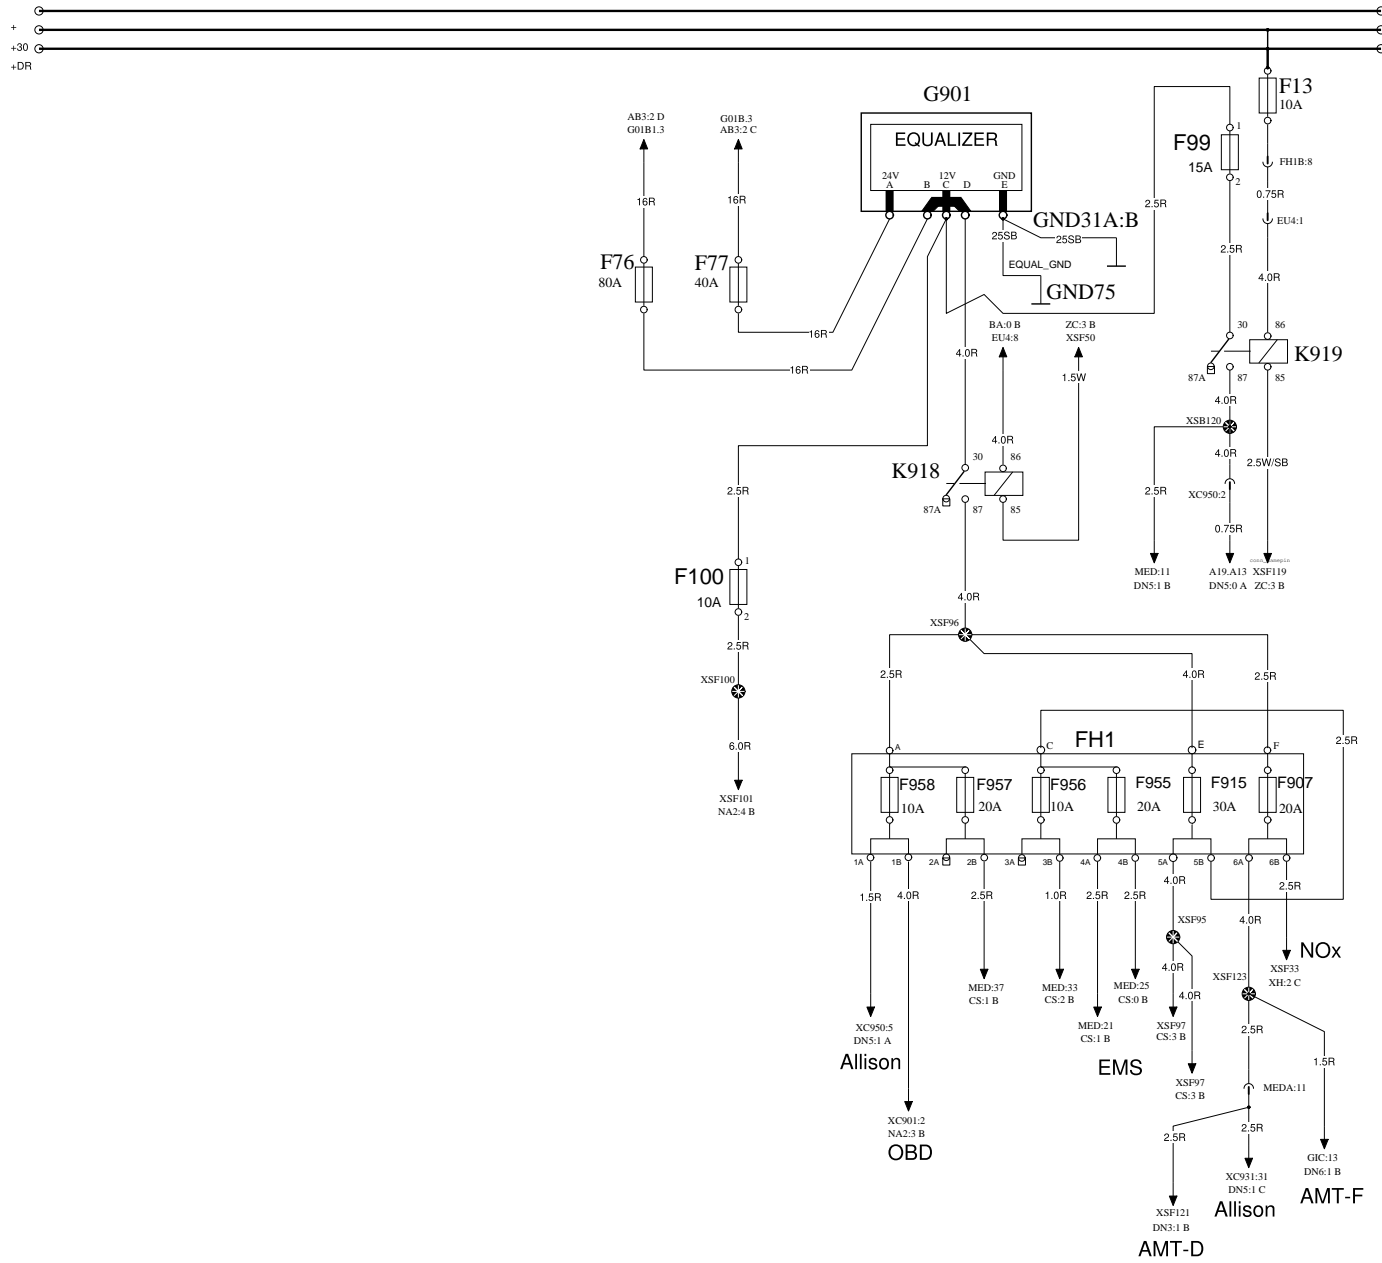 +
+30
+DR
F13
10A
G901
AB3:2 D
G01B1.3
G01B.3
AB3:2 C
EQUALIZER
F99
15A
1
2
FH1B:8
24V
12V
GND
A
B
C
D
E
16R
16R
2.5R
0.75R
GND31A:B
EU4:1
25SB
25SB
2.5R
F76
80A
F77
40A
EQUAL_GND
4.0R
GND75
BA:0 B
EU4:8
ZC:3 B
XSF50
30
86
16R
4.0R
K919
16R
1.5W
87A
87
85
4.0R
XSB120
4.0R
4.0R
30
86
2.5W/SB
K918
2.5R
2.5R
XC950:2
87A
87
85
0.75R
1
F100
10A
2
MED:11
DN5:1 B
A19.A13
DN5:0 A
XSF119
ZC:3 B
4.0R
XSF96
2.5R
XSF100
2.5R
4.0R
2.5R
6.0R
FH1
2.5R
A
C
E
F
F958
10A
F957
20A
F956
10A
F955
20A
F915
30A
F907
20A
XSF101
NA2:4 B
1A
1B
2A
2B
3A
3B
4A
4B
5A
5B
6A
6B
1.5R
4.0R
2.5R
1.0R
2.5R
2.5R
4.0R
2.5R
XSF95
4.0R
4.0R
4.0R
NOx
XSF33
XH:2 C
XSF123
MED:37
CS:1 B
MED:33
CS:2 B
MED:25
CS:0 B
XC950:5
DN5:1 A
MED:21
CS:1 B
XSF97
CS:3 B
2.5R
Allison
EMS
1.5R
XSF97
CS:3 B
MEDA:11
XC901:2
NA2:3 B
OBD
2.5R
2.5R
GIC:13
DN6:1 B
XC931:31
DN5:1 C
AMT-F
Allison
XSF121
DN3:1 B
AMT-D